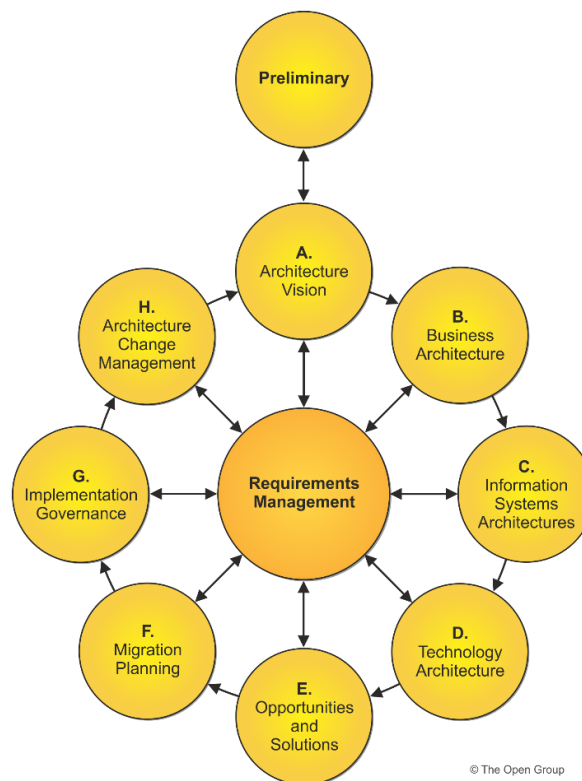 Preliminary
A.
Architecture
Vision
B.
Business
Architecture
C.
Information
Systems
Architectures
D.
Technology
Architecture
E.
Opportunities
and
Solutions
F.
Migration
Planning
G.
Implementation
Governance
H.
Architecture
Change
Management
Requirements
Management
© The Open Group